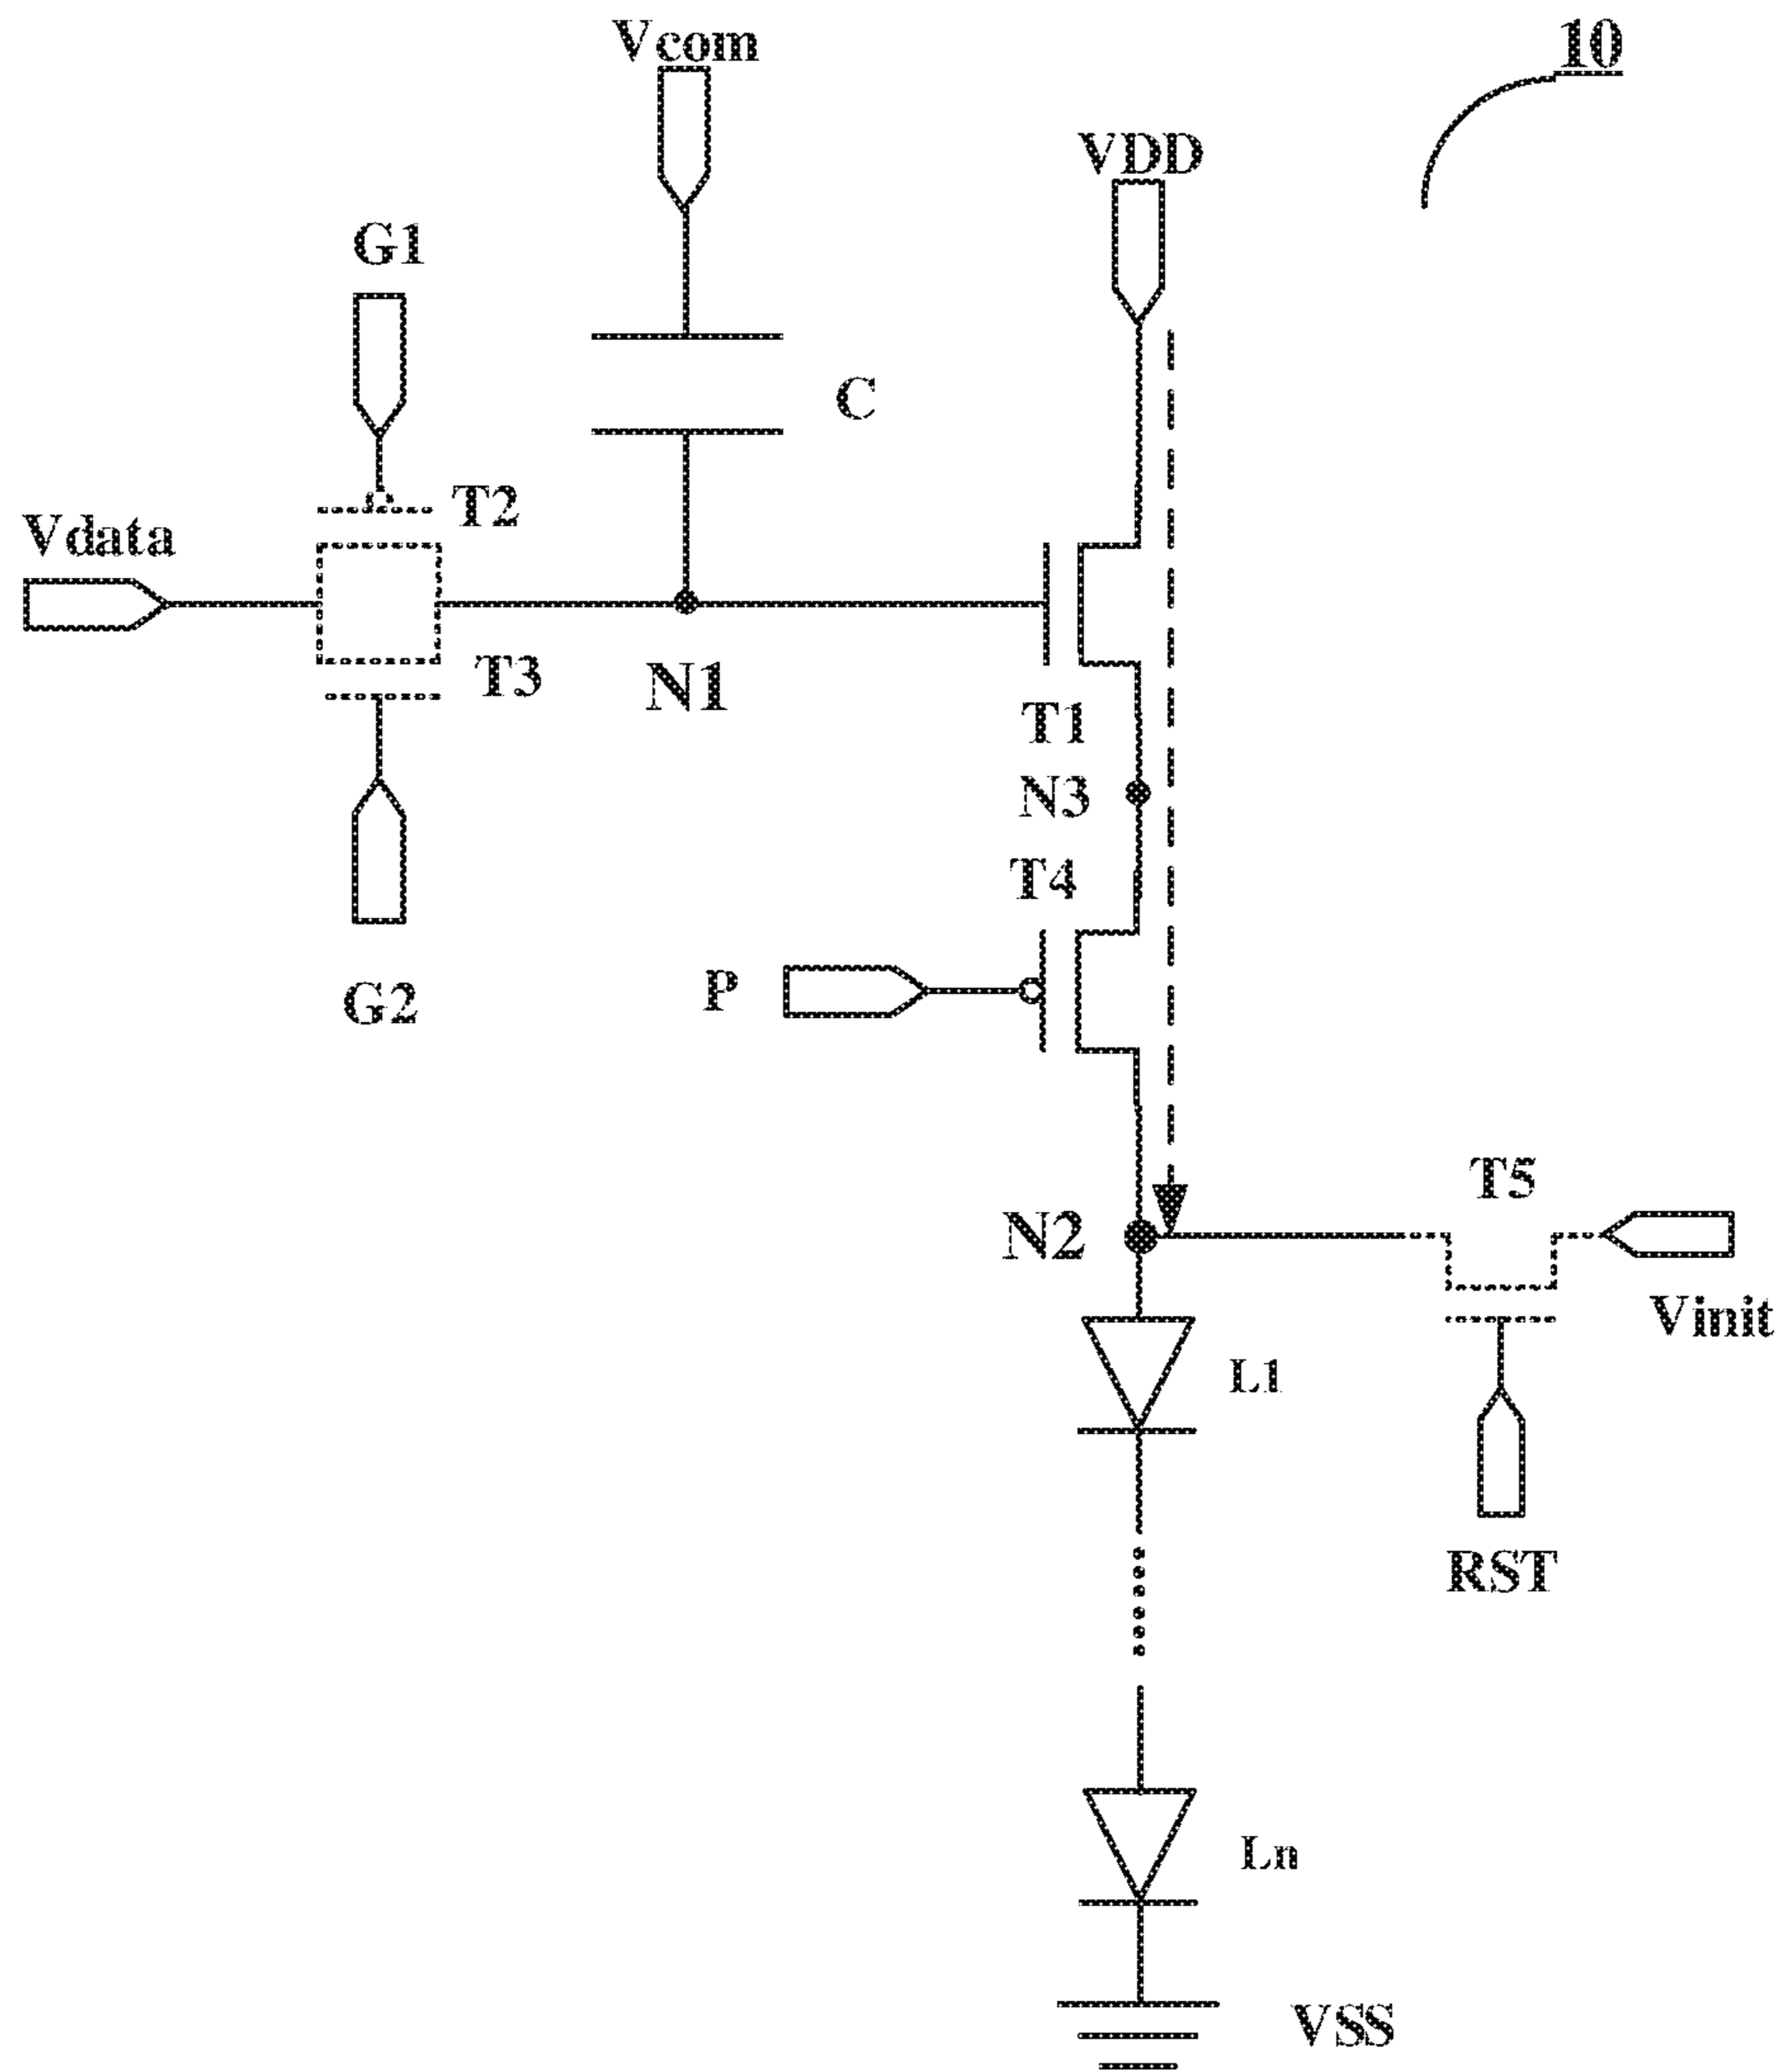 Vcom
10
VDD
G1
C
T2
Vdata
T3
N1
T1
N3
T4
P
G2
T5
N2
Vinit
L1
RST
Ln
VSS